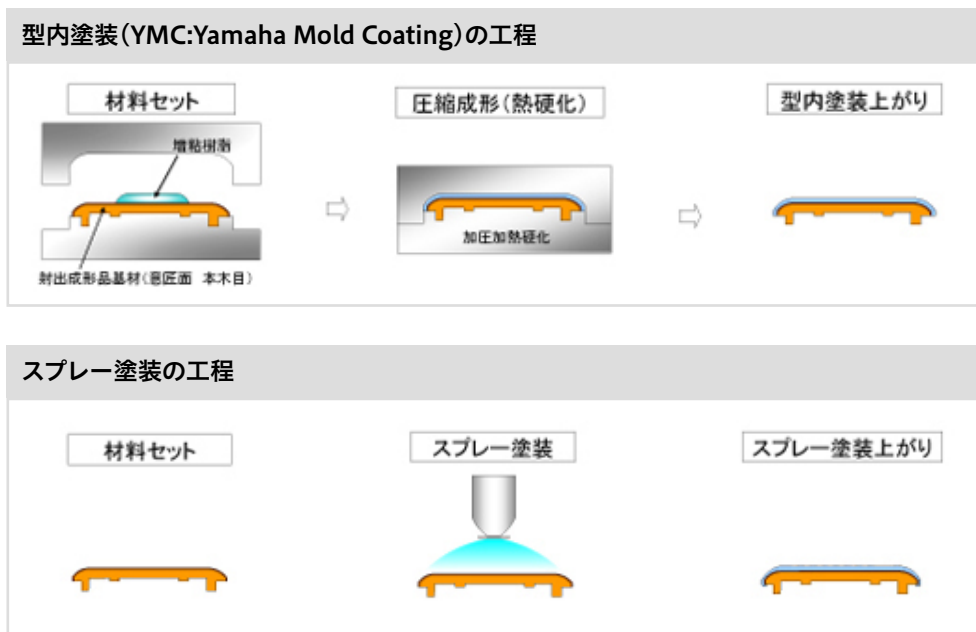 型内塗装(YMC:Yamaha Mold Coating)の工程
材料セット
圧縮成形(熱硬化)
型内塗装上がり
増粘樹脂
加圧加熱硬化
射出成形品基材(意匠面 本木目)
スプレー塗装の工程
材料セット
スプレー塗装
スプレー塗装上がり